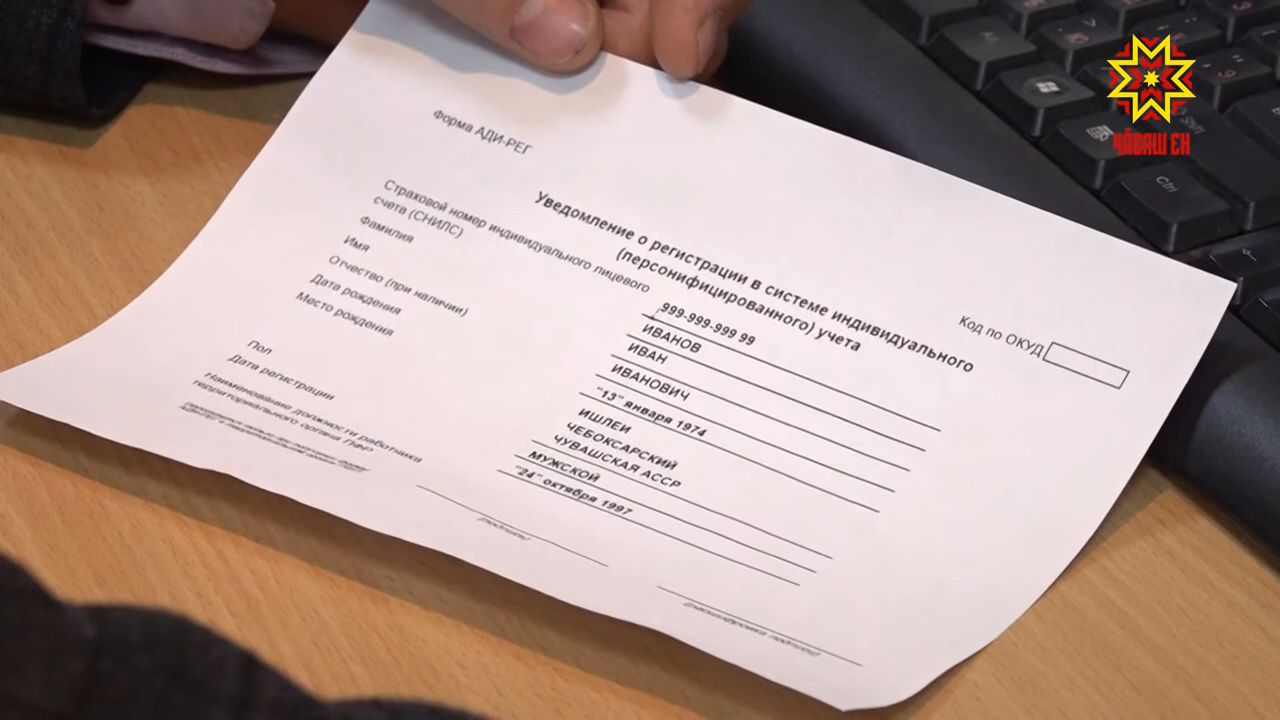 ЧӐВАШ ЕН
Форма АДИ-РЕГ
Уведомление о регистрации в системе индивидуального
(персонифицированного) учета
Код по ОКУД
Страховой номер индивидуального лицевого
счета (СНИЛС)
999-999-999 99
Фамилия
ИВАНОВ
Имя
ИВАН
Отчество (при наличии)
ИВАНОВИЧ
Дата рождения
"13" января 1974
Место рождения
ИШЛЕИ
ЧЕБОКСАРСКИЙ
ЧУВАШСКАЯ АССР
Пол
МУЖСКОЙ
Дата регистрации
"24" октября 1997
Наименование должности работника
территориального органа ПФР
(подпись)
(расшифровка подписи)
Ctrl